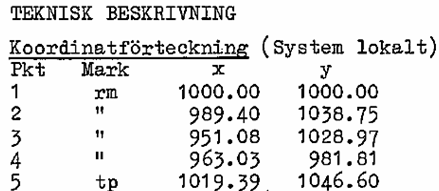 TEKNISK BESKRIVNING
Koordinatförteckning (System lokalt)
Pkt Mark x y
1 rm 1000.00 1000.00
2 " 989.40 1038.75
3 " 951.08 1028.97
4 " 963.03 981.81
5 tp 1019.39 1046.60